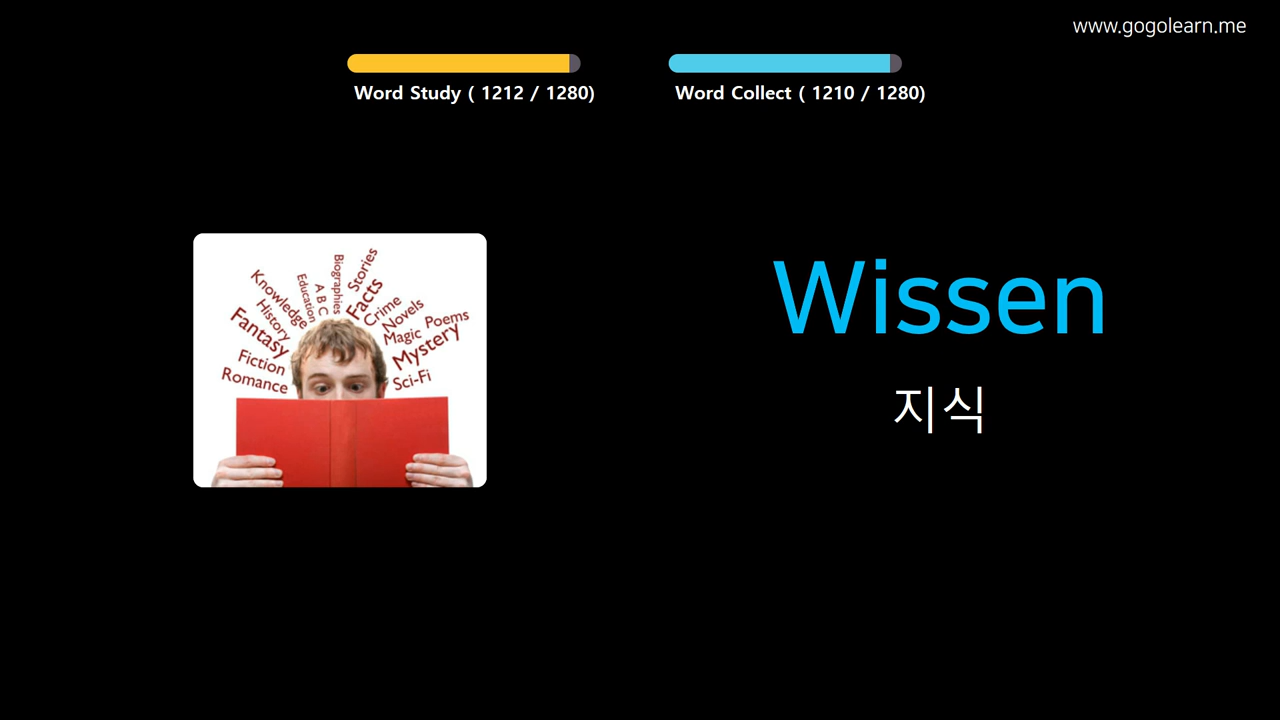 www.gogolearn.me
Word Study ( 1212 / 1280)
Word Collect ( 1210 / 1280)
Wissen
지식
Stories
Biographies
Facts
A B C
Education
Knowledge
History
Fantasy
Fiction
Romance
Crime
Novels
Magic
Poems
Mystery
Sci-Fi